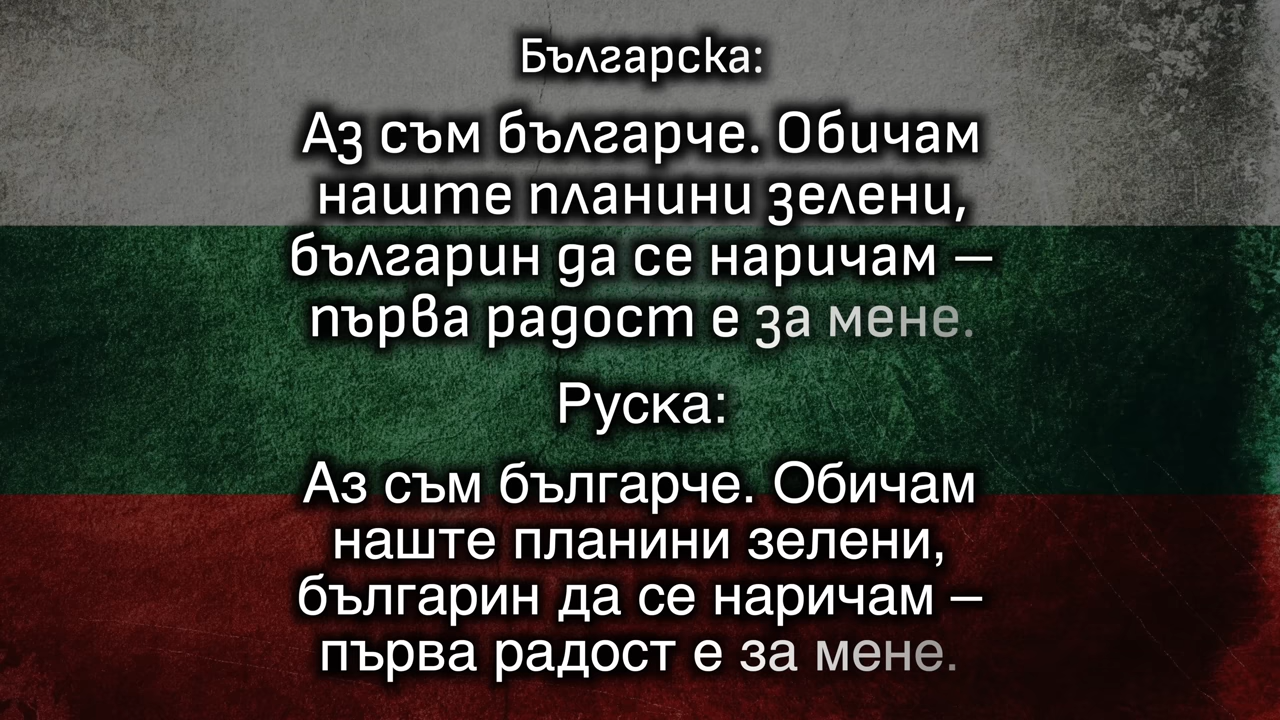 Българска:
Аз съм българче. Обичам
наште планини зелени,
българин да се наричам –
първа радост е за мене.
Руска:
Аз съм българче. Обичам
наште планини зелени,
българин да се наричам –
първа радост е за мене.